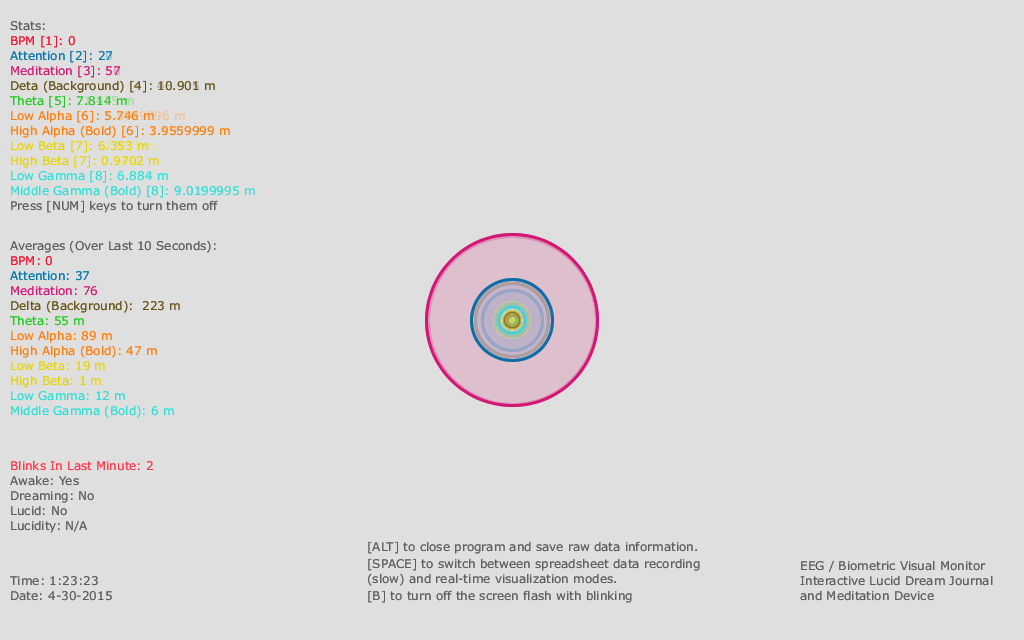 Stats:
BPM [1]: 0
Attention [2]: 27
Meditation [3]: 57
Deta (Background) [4]: 10.901 m
Theta [5]: 7.814 m
Low Alpha [6]: 5.746 m
High Alpha (Bold) [6]: 3.9559999 m
Low Beta [7]: 6.353 m
High Beta [7]: 0.9702 m
Low Gamma [8]: 6.884 m
Middle Gamma (Bold) [8]: 9.0199995 m
Press [NUM] keys to turn them off
Averages (Over Last 10 Seconds):
BPM: 0
Attention: 37
Meditation: 76
Delta (Background):  223 m
Theta: 55 m
Low Alpha: 89 m
High Alpha (Bold): 47 m
Low Beta: 19 m
High Beta: 1 m
Low Gamma: 12 m
Middle Gamma (Bold): 6 m
Blinks In Last Minute: 2
Awake: Yes
Dreaming: No
Lucid: No
Lucidity: N/A
Time: 1:23:23
Date: 4-30-2015
[ALT] to close program and save raw data information.
[SPACE] to switch between spreadsheet data recording
(slow) and real-time visualization modes.
[B] to turn off the screen flash with blinking
EEG / Biometric Visual Monitor
Interactive Lucid Dream Journal
and Meditation Device